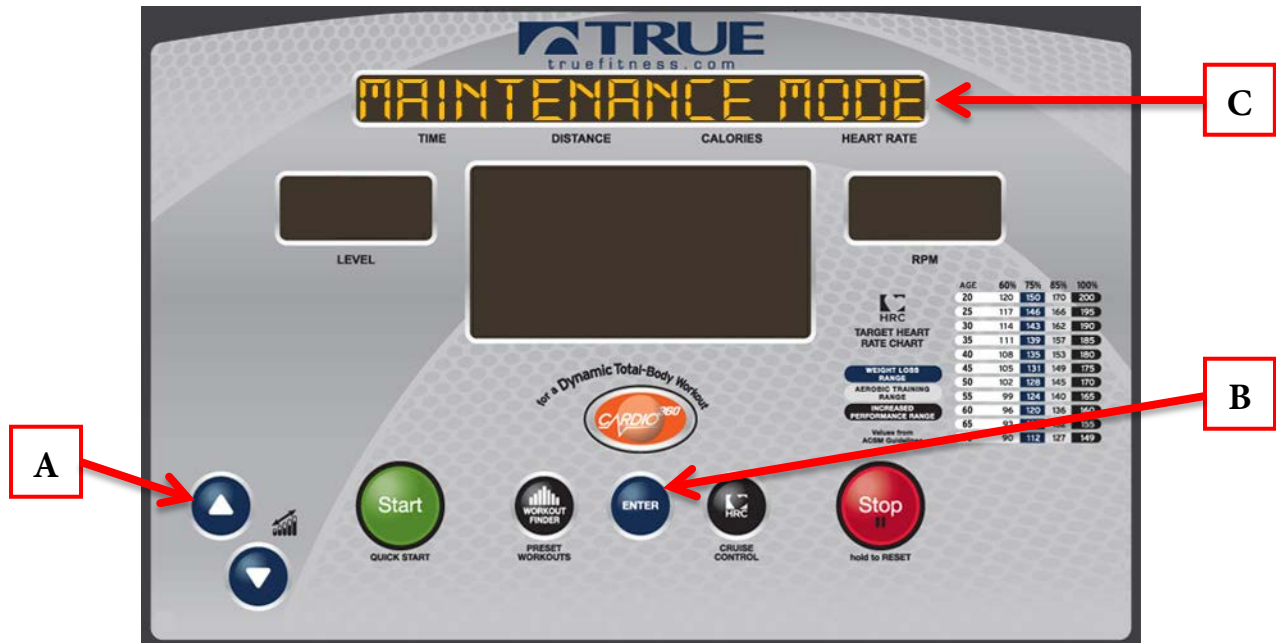 TRUE
truefitness.com
MAINTENANCE MODE
C
TIME DISTANCE CALORIES HEART RATE
LEVEL
RPM
HRC
TARGET HEART
RATE CHART
WEIGHT LOSS
RANGE
AEROBIC TRAINING
RANGE
INCREASED
PERFORMANCE RANGE
Values from
ACSM Guidelines
AGE 60% 75% 85% 100%
20 120 150 170 200
25 117 146 166 195
30 114 143 162 190
35 111 139 157 185
40 108 135 153 180
45 105 131 149 175
50 102 128 145 170
55 99 124 140 165
60 96 120 136 160
65 93 155
90 112 127 149
B
for a Dynamic Total-Body Workout
CARDIO 360
A
Start
QUICK START
WORKOUT
FINDER
PRESET
WORKOUTS
ENTER
HRC
CRUISE
CONTROL
Stop
hold to RESET